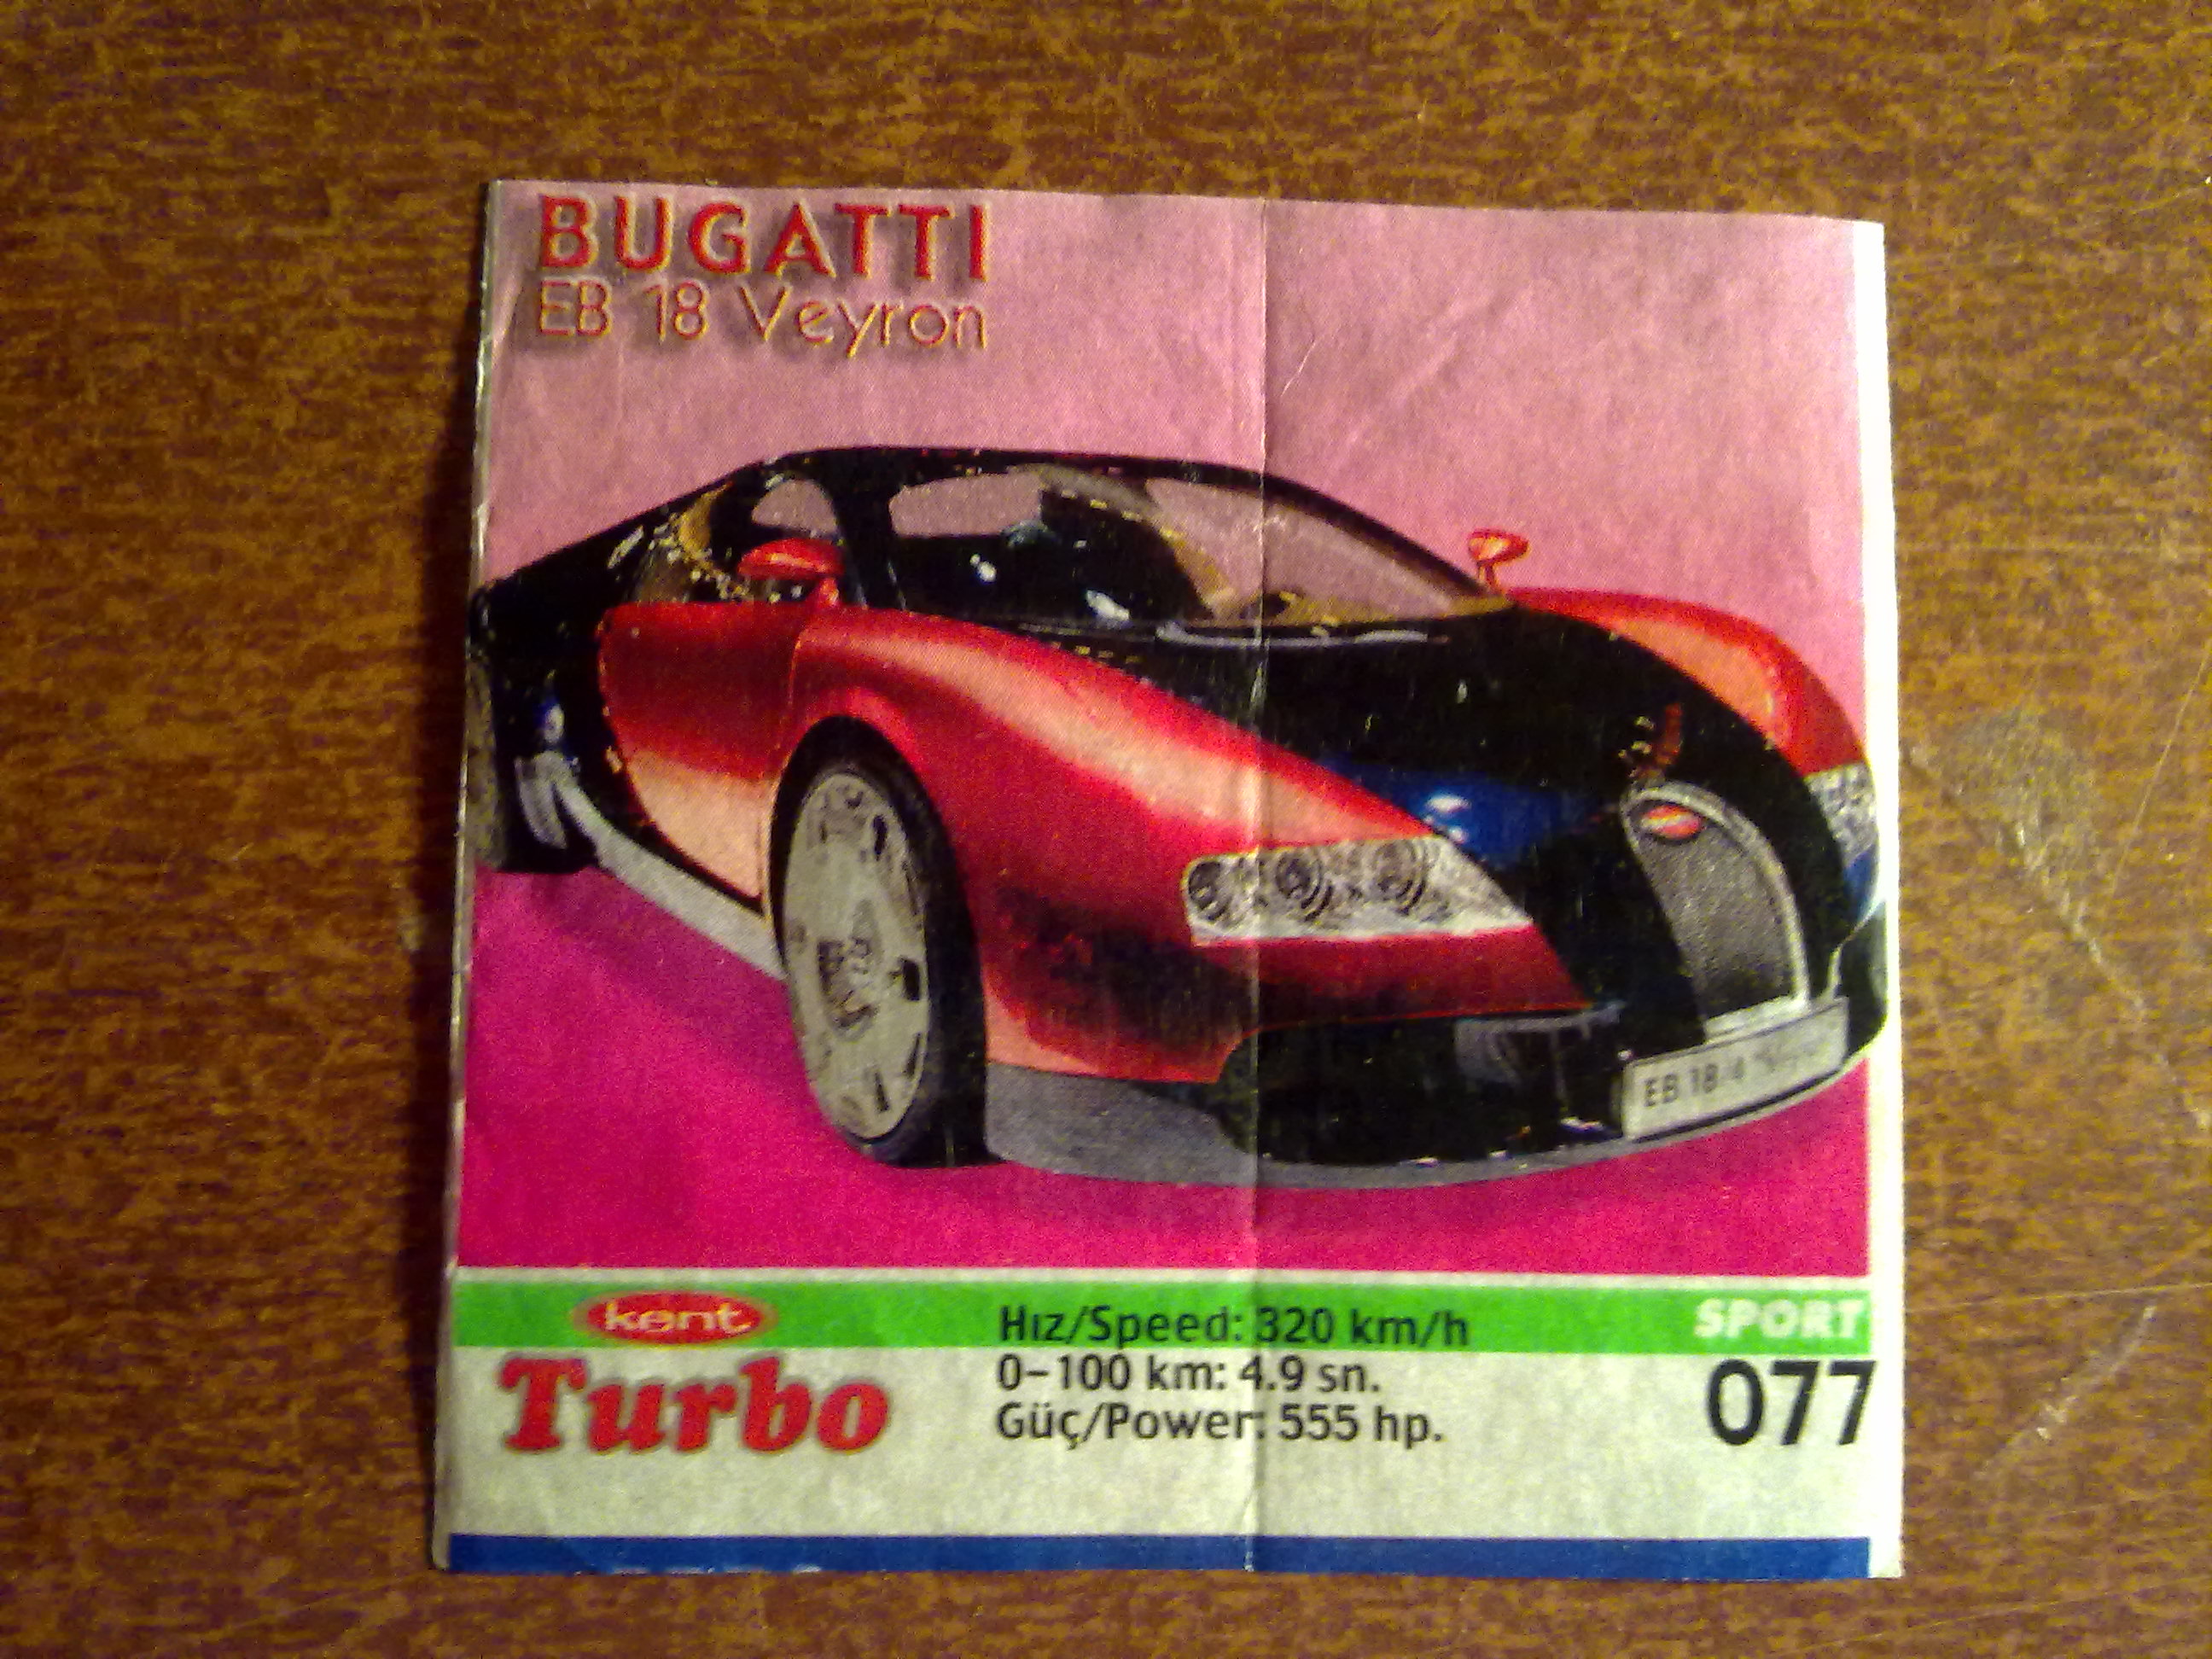 BUGATTI
EB 18 Veyron
EB 18/4
kent
Turbo
Hız/Speed: 320 km/h
0-100 km: 4.9 sn.
Güç/Power: 555 hp.
SPORT
077